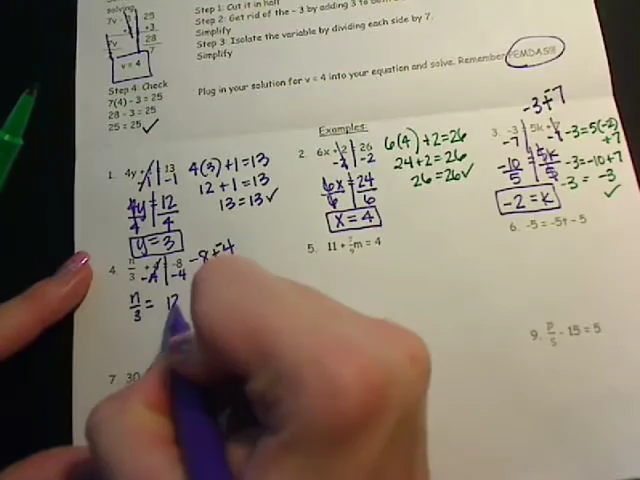 solving
Step 1: Cut it in half
Step 2: Get rid of the - 3 by adding 3 to both
Simplify
Step 3: Isolate the variable by dividing each side by 7.
Simplify
7v 25
+3
7v 28
7
v = 4
Step 4: Check
7(4) - 3 = 25
28 - 3 = 25
25 = 25 ✓
Plug in your solution for v = 4 into your equation and solve. Remember PEMDAS!!!
Examples:
1. 4y 13
-1 -1
4y = 12
4 4
y = 3
4(3) + 1 = 13
12 + 1 = 13
13 = 13 ✓
2. 6x + 2 26
-2 -2
6x = 24
6 6
x = 4
6(4) + 2 = 26
24 + 2 = 26
26 = 26 ✓
-3 + -7
3. -3 5k + 7
-7 -7
-10 = 5k
5 5
-2 = k
-3 = 5(-2)
+7
-3 = -10 + 7
-3 = -3
✓
4. n/3 + 4 -8
-4 -4
-8 + -4
n/3 = 12
5. 11 + m = 4
6. -5 = -5r - 5
7 30
9. p/5 - 15 = 5